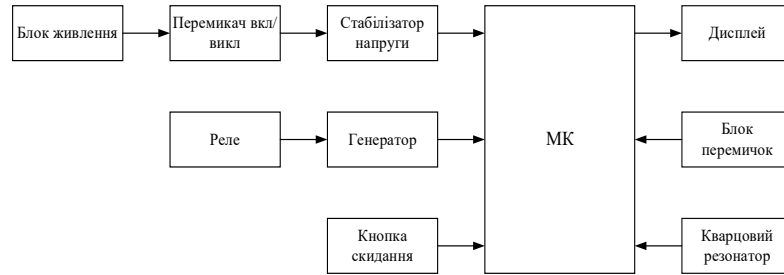 Блок живлення
Перемикач вкл/
викл
Стабілізатор
напруги
Дисплей
Реле
Генератор
МК
Блок
перемичок
Кнопка
скидання
Кварцовий
резонатор